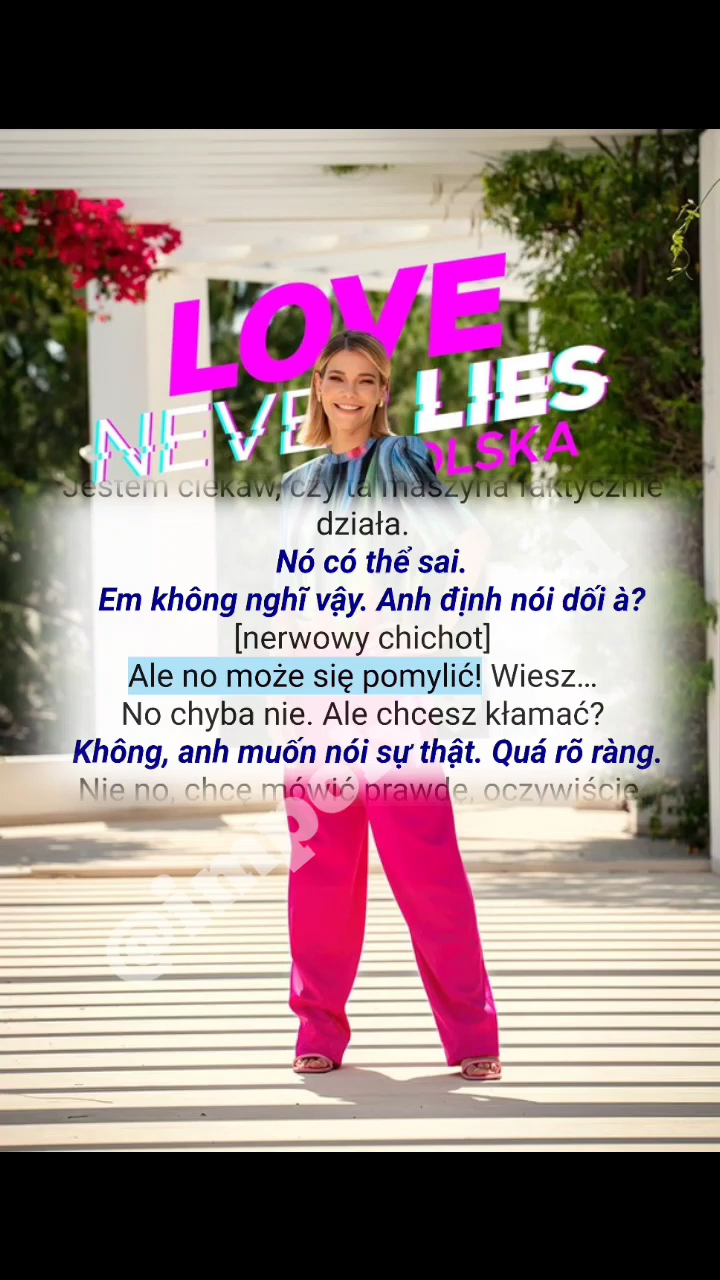 LOVE
NEVE LIES
OLSKA
Jestem ciekaw, czy ta maszyna faktycznie
działa.
Nó có thể sai.
Em không nghĩ vậy. Anh định nói dối à?
[nerwowy chichot]
Ale no może się pomylić! Wiesz...
No chyba nie. Ale chcesz kłamać?
Không, anh muốn nói sự thật. Quá rõ ràng.
Nie no, chcę mówić prawdę, oczywiście